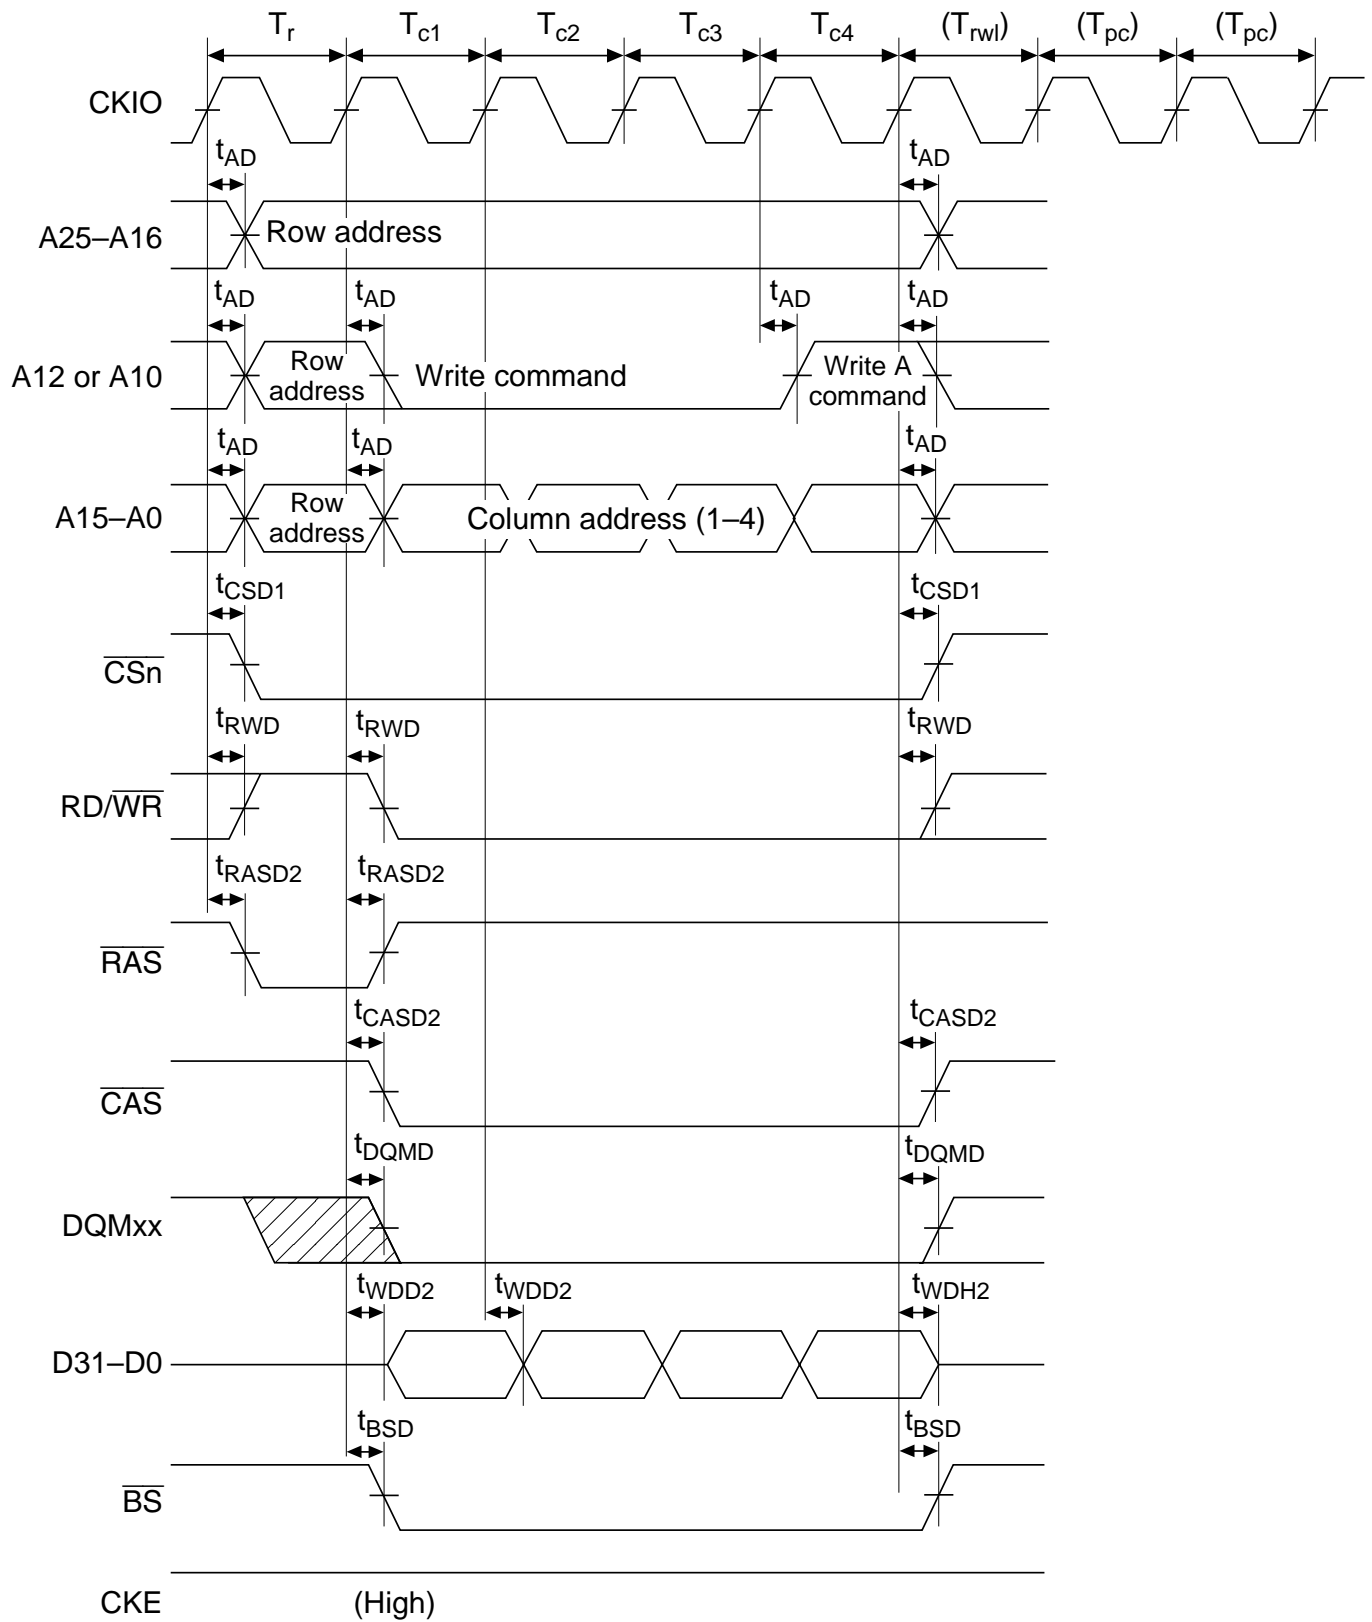 Tr Tc1 Tc2 Tc3 Tc4 (Trwl) (Tpc) (Tpc)
CKIO
tAD tAD
A25–A16 Row address
tAD tAD tAD tAD
A12 or A10 Row address Write command Write A command
tAD tAD tAD
A15–A0 Row address Column address (1–4)
tCSD1 tCSD1
CSn
tRWD tRWD tRWD
RD/WR
tRASD2 tRASD2
RAS
tCASD2 tCASD2
CAS
tDQMD tDQMD
DQMxx
tWDD2 tWDD2 tWDH2
D31–D0
tBSD tBSD
BS
CKE (High)